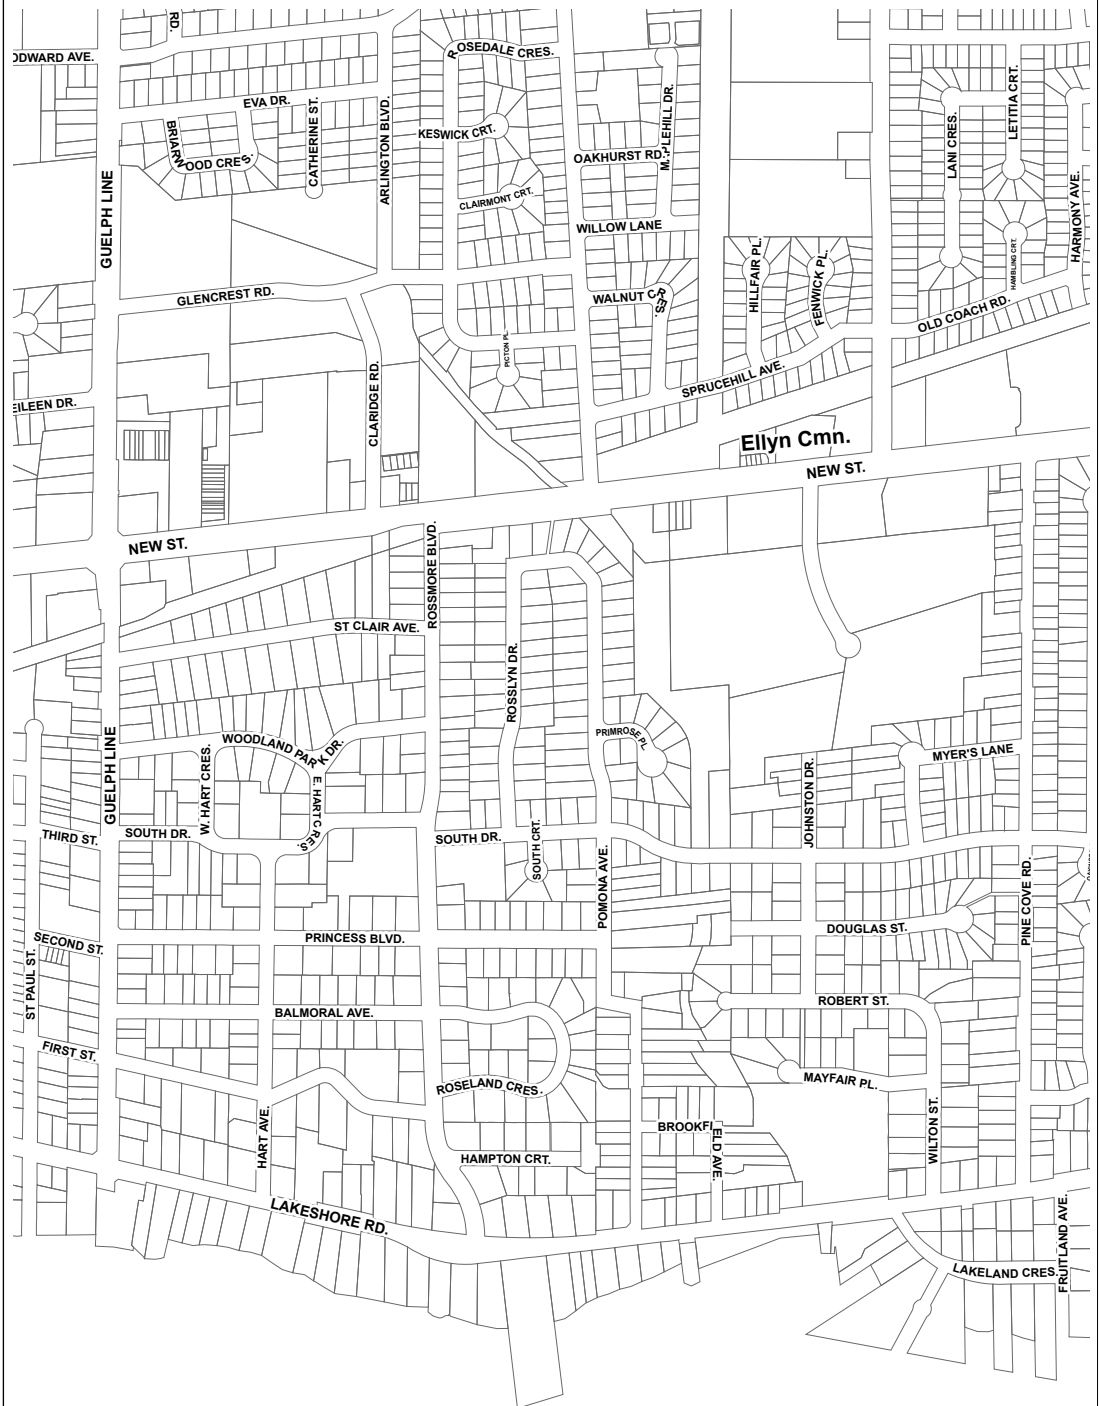 RD.
ROSEDALE CRES.
ODWARD AVE.
EVA DR.
BRIARWOOD CRES.
CATHERINE ST.
ARLINGTON BLVD.
KESWICK CRT.
MAPLEHILL DR.
OAKHURST RD.
LANI CRES.
LETITIA CRT.
HARMONY AVE.
CLAIRMONT CRT.
WILLOW LANE
GUELPH LINE
HAMBLING CRT.
HILLFAIR PL.
FENWICK PL.
GLENCREST RD.
WALNUT CRES.
OLD COACH RD.
PICTON PL.
CLARIDGE RD.
SPRUCEHILL AVE.
EILEEN DR.
Ellyn Cmn.
NEW ST.
NEW ST.
ROSSMORE BLVD.
ST CLAIR AVE.
ROSSLYN DR.
PRIMROSE PL
WOODLAND PARK DR.
GUELPH LINE
W. HART CRES.
E. HART CRES.
MYER'S LANE
JOHNSTON DR.
THIRD ST.
SOUTH DR.
SOUTH DR.
SOUTH CRT.
POMONA AVE.
PINE COVE RD.
SECOND ST.
PRINCESS BLVD.
DOUGLAS ST.
ST PAUL ST.
BALMORAL AVE.
ROBERT ST.
FIRST ST.
ROSELAND CRES.
MAYFAIR PL.
HART AVE.
BROOKFIELD AVE.
WILTON ST.
HAMPTON CRT.
LAKESHORE RD.
FRUITLAND AVE.
LAKELAND CRES.